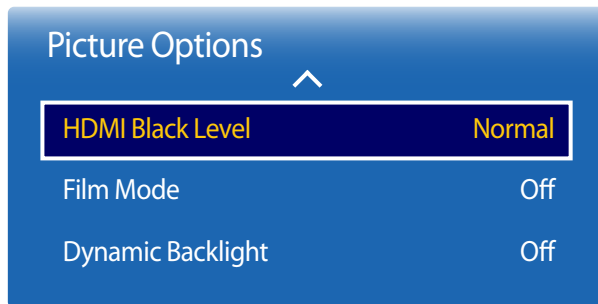 Picture Options
HDMI Black Level Normal
Film Mode Off
Dynamic Backlight Off